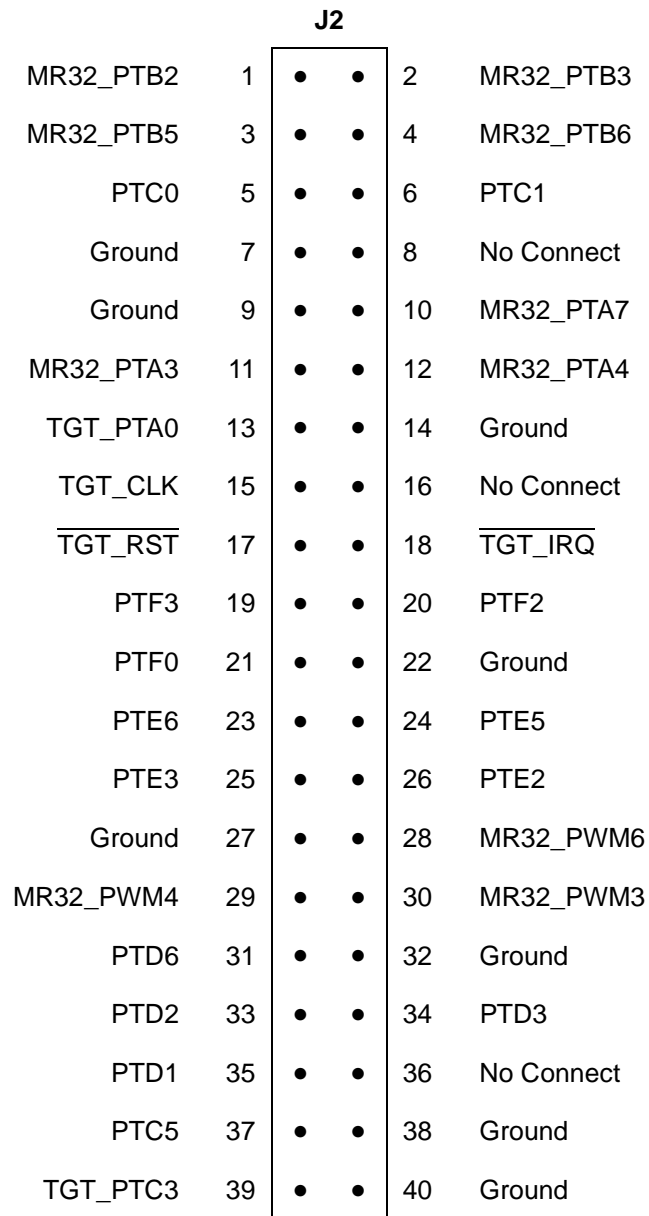 J2
MR32_PTB2 1 2 MR32_PTB3
MR32_PTB5 3 4 MR32_PTB6
PTC0 5 6 PTC1
Ground 7 8 No Connect
Ground 9 10 MR32_PTA7
MR32_PTA3 11 12 MR32_PTA4
TGT_PTA0 13 14 Ground
TGT_CLK 15 16 No Connect
TGT_RST 17 18 TGT_IRQ
PTF3 19 20 PTF2
PTF0 21 22 Ground
PTE6 23 24 PTE5
PTE3 25 26 PTE2
Ground 27 28 MR32_PWM6
MR32_PWM4 29 30 MR32_PWM3
PTD6 31 32 Ground
PTD2 33 34 PTD3
PTD1 35 36 No Connect
PTC5 37 38 Ground
TGT_PTC3 39 40 Ground